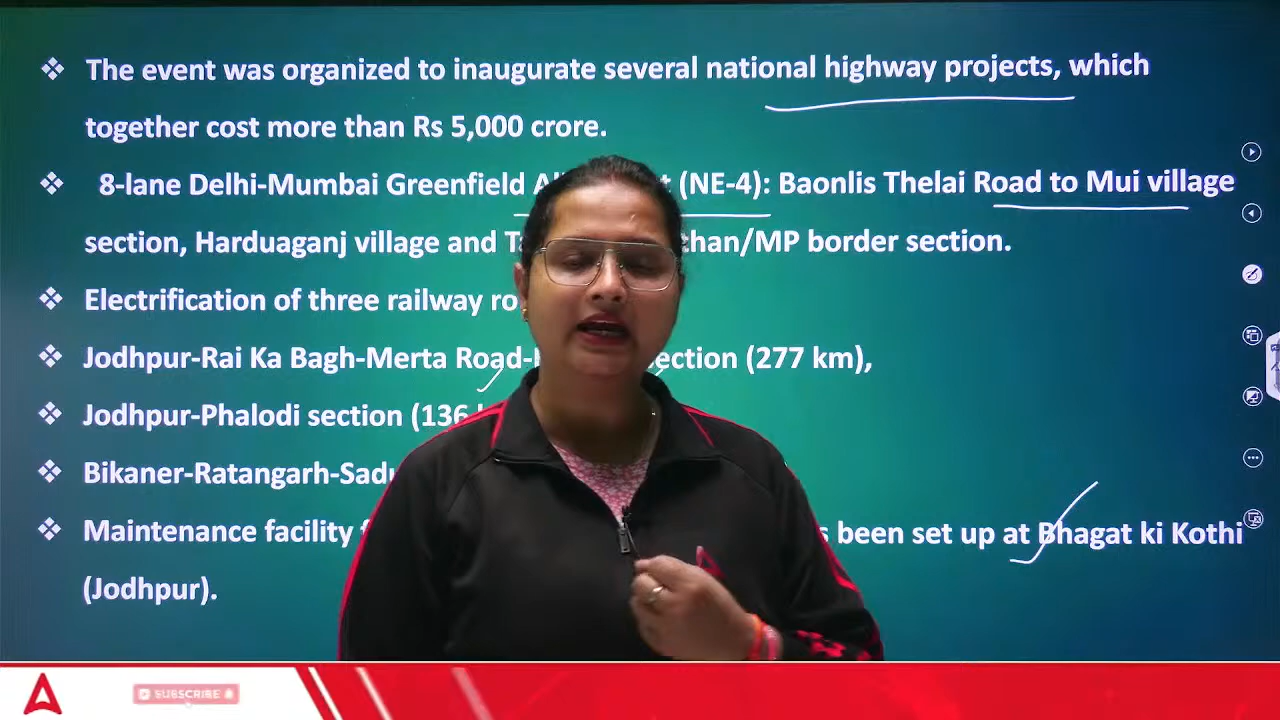 ❖ The event was organized to inaugurate several national highway projects, which
together cost more than Rs 5,000 crore.
❖ 8-lane Delhi-Mumbai Greenfield (NE-4): Baonlis Thelai Road to Mui village
section, Harduaganj village and /MP border section.
❖ Electrification of three railway
❖ Jodhpur-Rai Ka Bagh-Merta Road- section (277 km),
❖ Jodhpur-Phalodi section (136
❖ Bikaner-Ratangarh-
❖ Maintenance facility been set up at Bhagat ki Kothi
(Jodhpur).
SUBSCRIBE